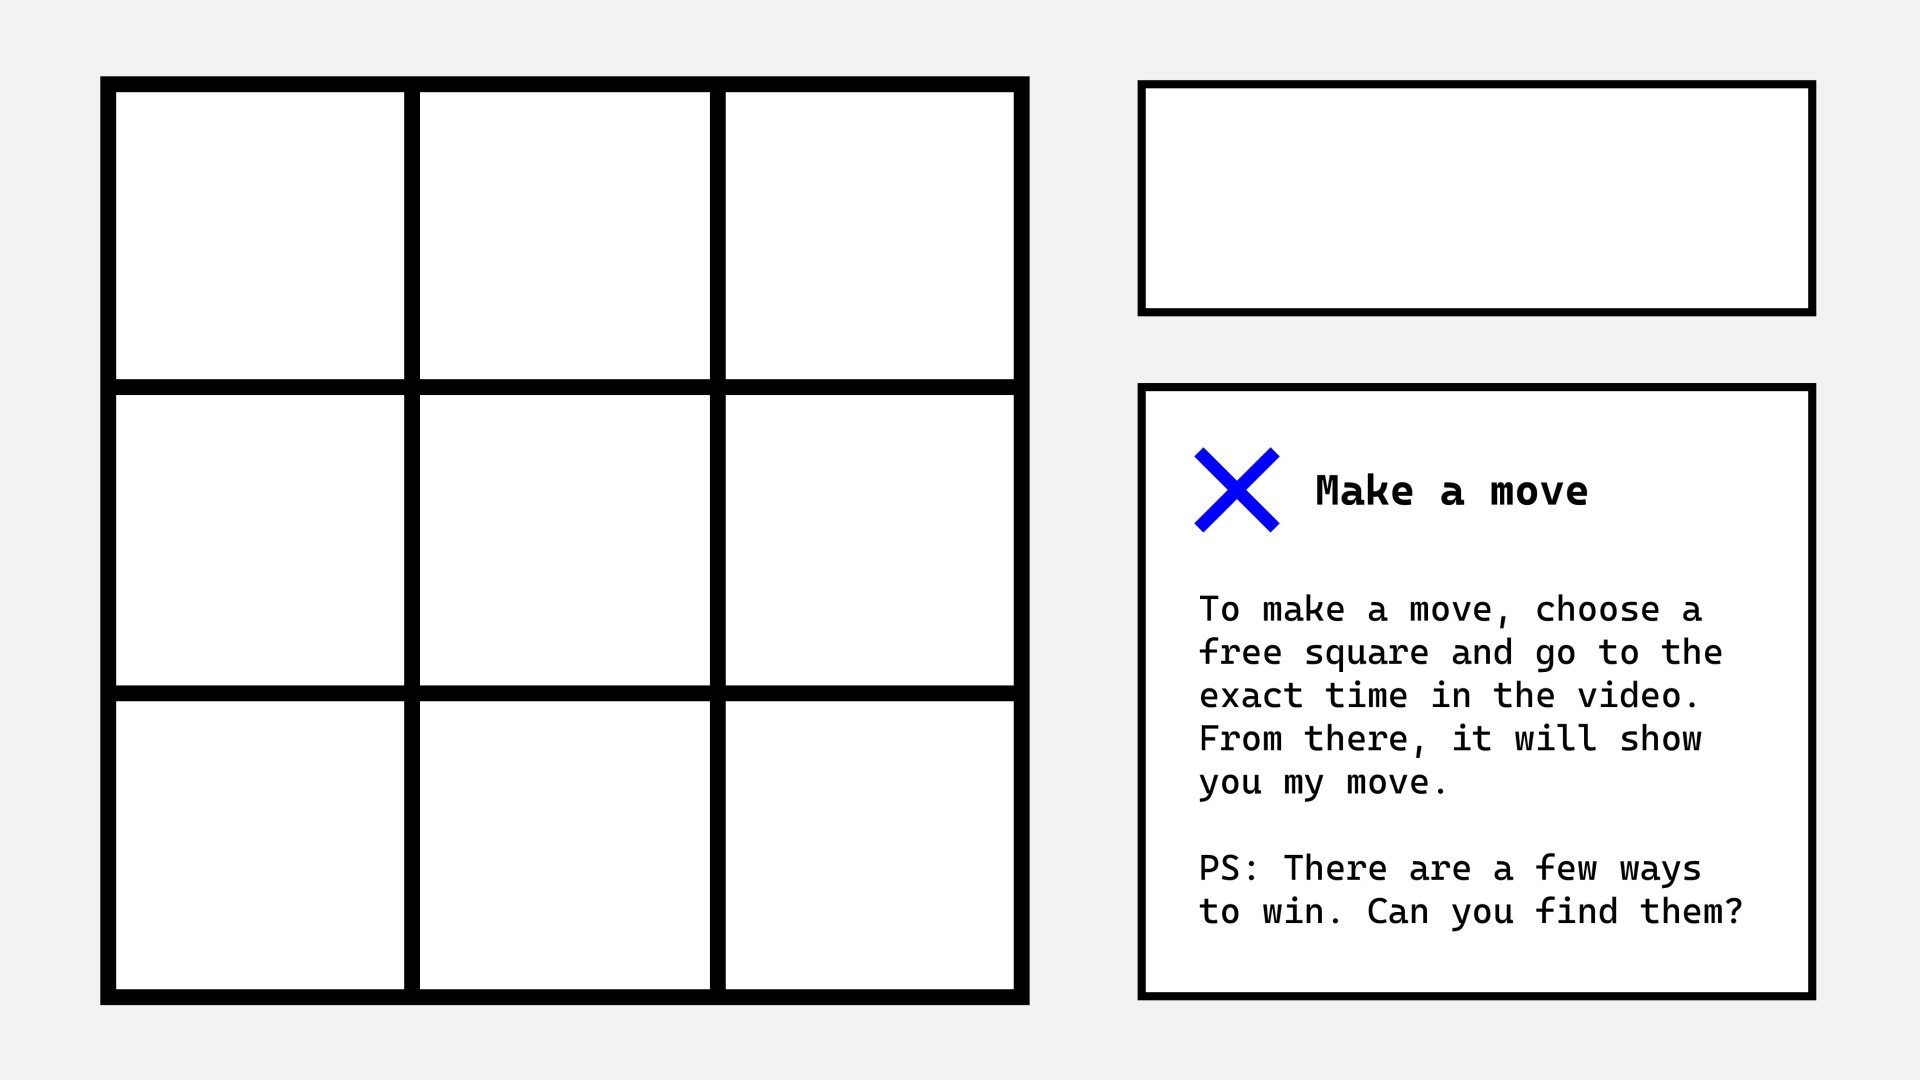 Make a move
To make a move, choose a
free square and go to the
exact time in the video.
From there, it will show
you my move.
PS: There are a few ways
to win. Can you find them?